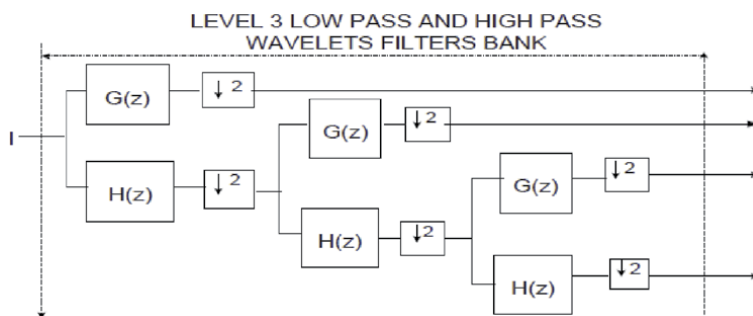 LEVEL 3 LOW PASS AND HIGH PASS
WAVELETS FILTERS BANK
G(z)
↓2
G(z)
↓2
I
H(z)
↓2
G(z)
↓2
H(z)
↓2
H(z)
↓2